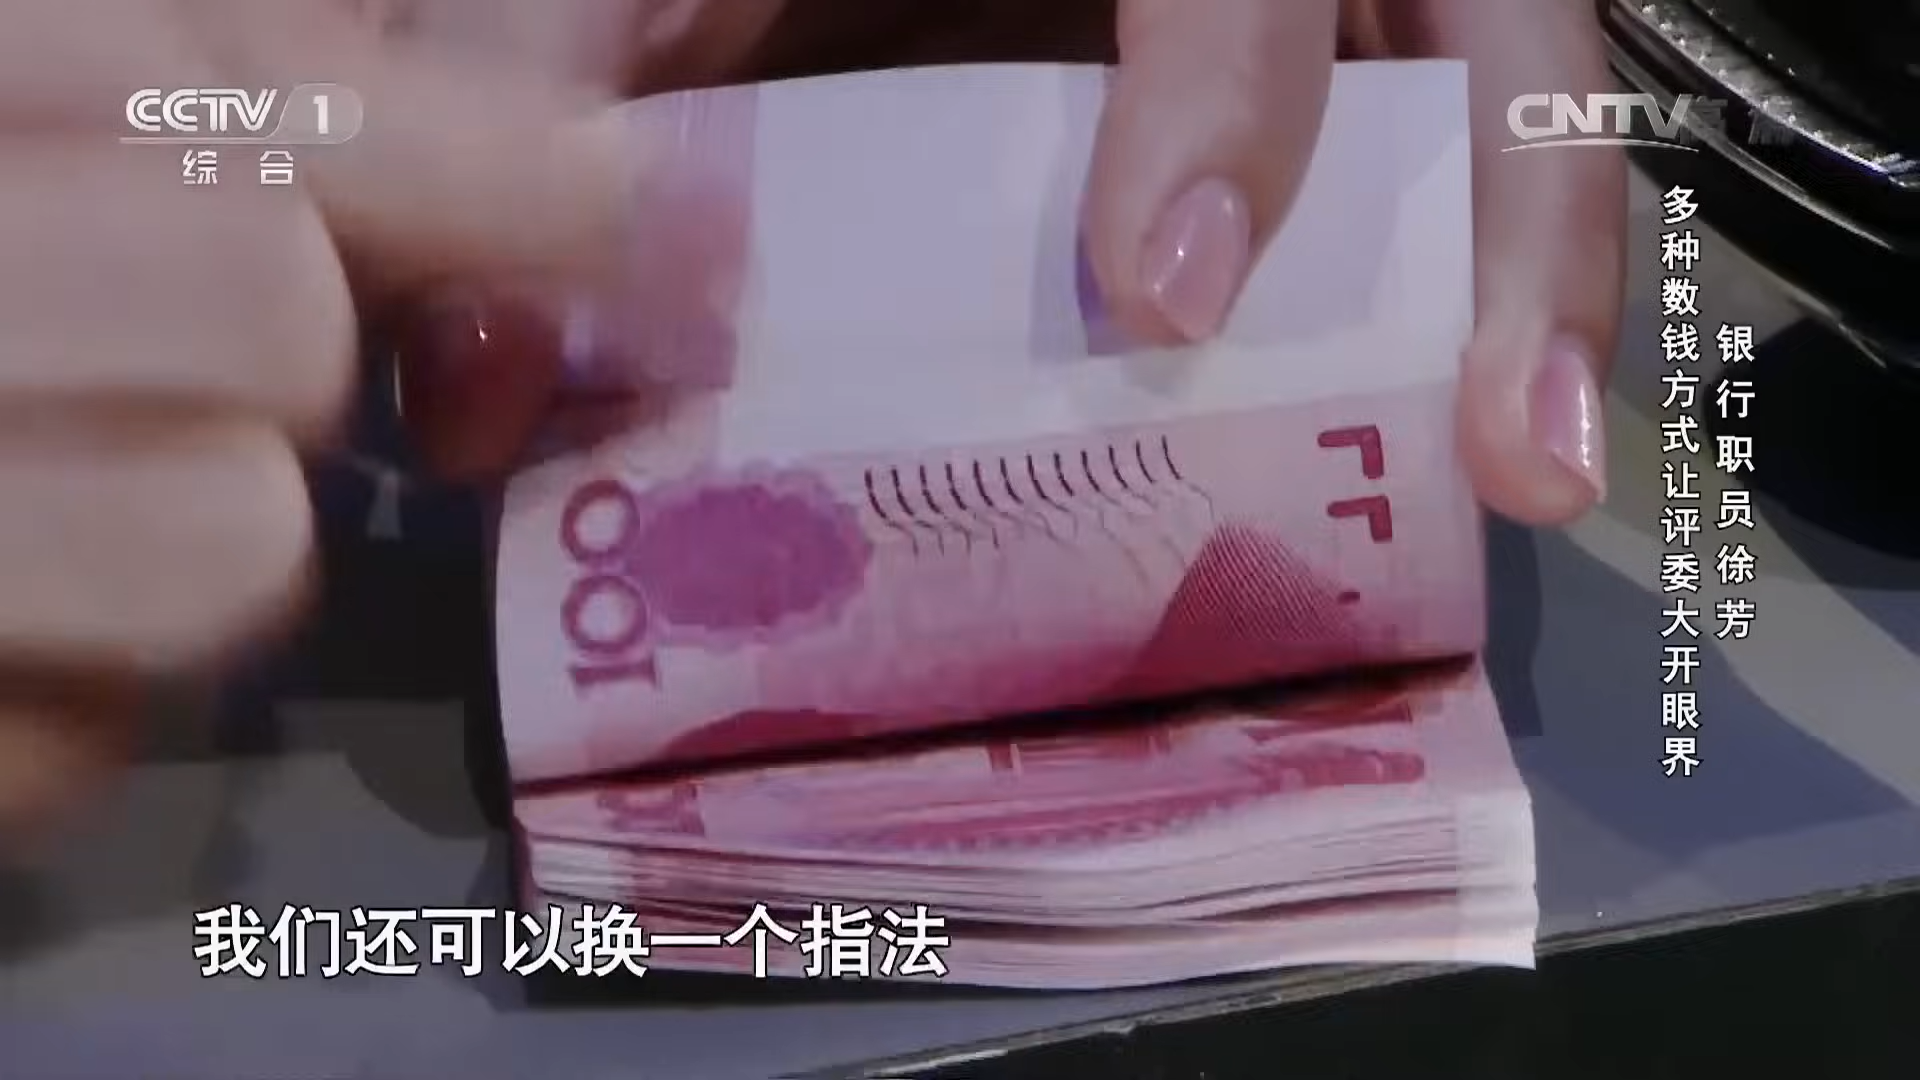 CCTV 1
综合
CNTV
银行职员徐芳
多种数钱方式让评委大开眼界
100
我们还可以换一个指法